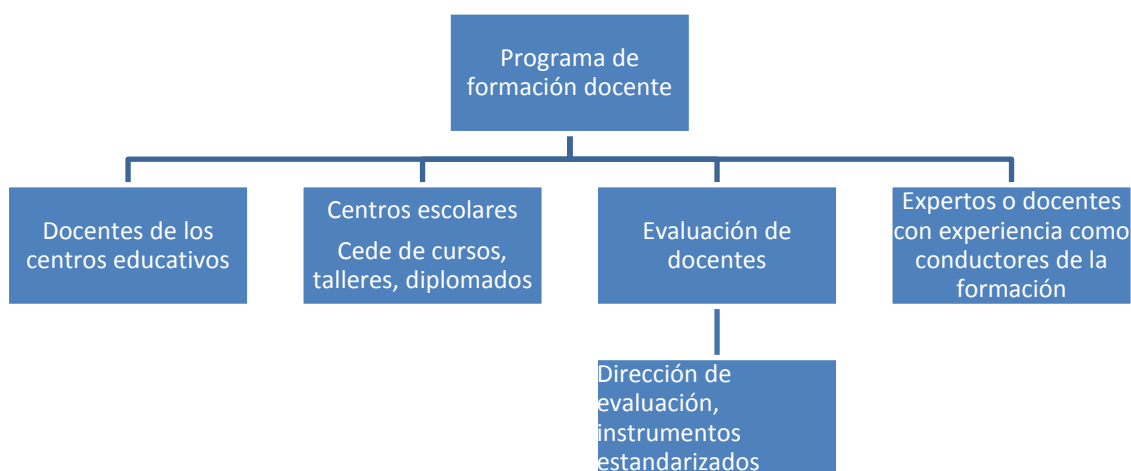 Programa de
formación docente
Docentes de los
centros educativos
Centros escolares
Cede de cursos,
talleres, diplomados
Evaluación de
docentes
Expertos o docentes
con experiencia como
conductores de la
formación
Dirección de
evaluación,
instrumentos
estandarizados